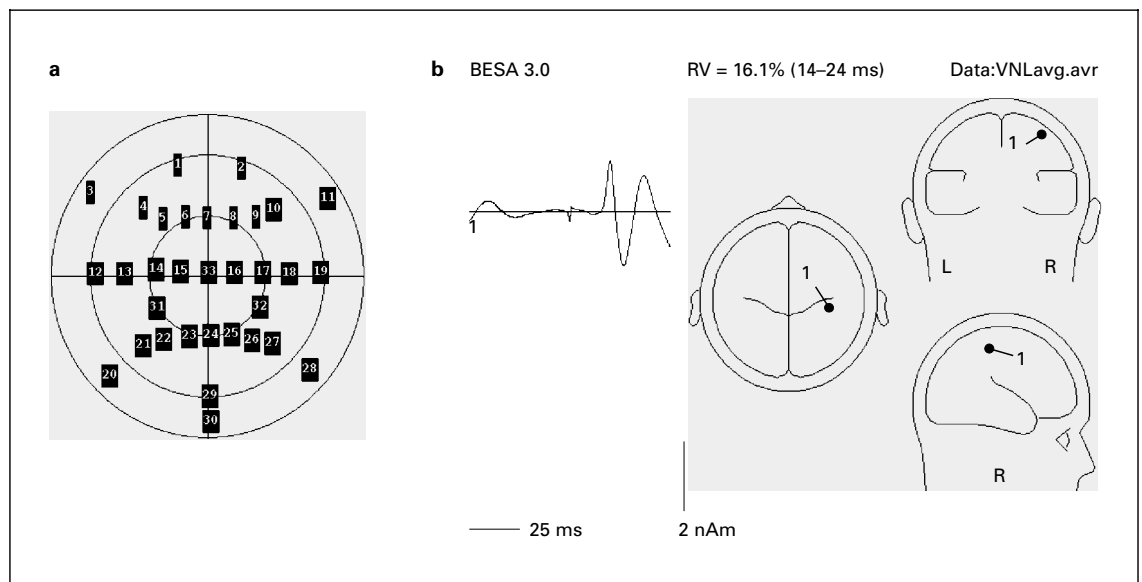 a
1 2
3 11
4 5 6 7 8 9 10
12 13 14 15 33 16 17 18 19
31 32
21 22 23 24 25 26 27
20 28
29
30
b BESA 3.0 RV = 16.1% (14–24 ms) Data:VNLavg.avr
1
1
1
L R
1
R
25 ms 2 nAm